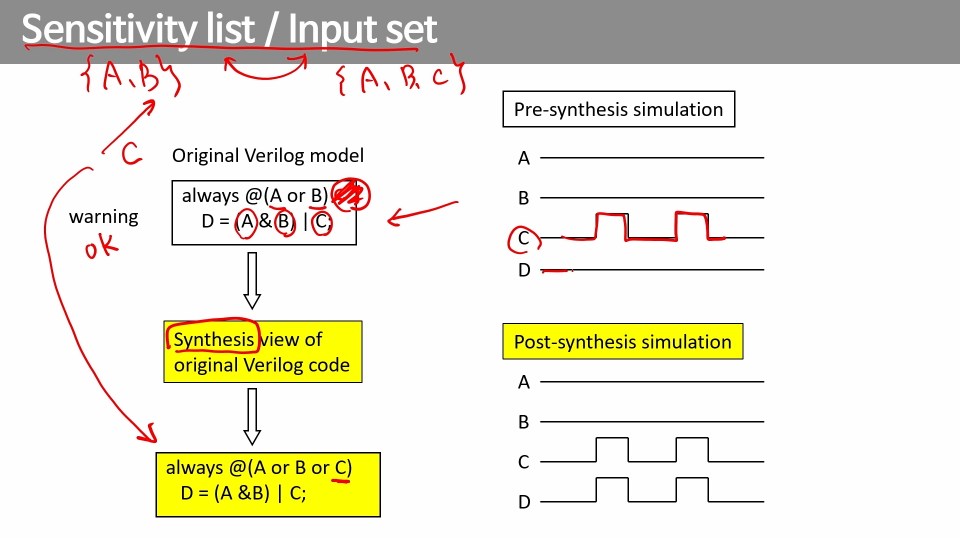 Sensitivity list / Input set
{A, B}
{A, B, C}
C
Original Verilog model
always @(A or B)
D = (A & B) | C;
warning
OK
Synthesis view of
original Verilog code
always @(A or B or C)
D = (A &B) | C;
Pre-synthesis simulation
A
B
C
D
Post-synthesis simulation
A
B
C
D